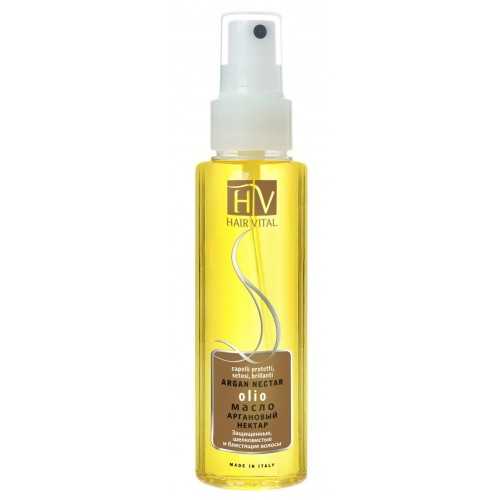 HV
HAIR VITAL
capelli protetti,
setosi, brillanti
ARGAN NECTAR
olio
масло
АРГАНОВЫЙ
НЕКТАР
Защищенные,
шелковистые
и блестящие волосы
MADE IN ITALY